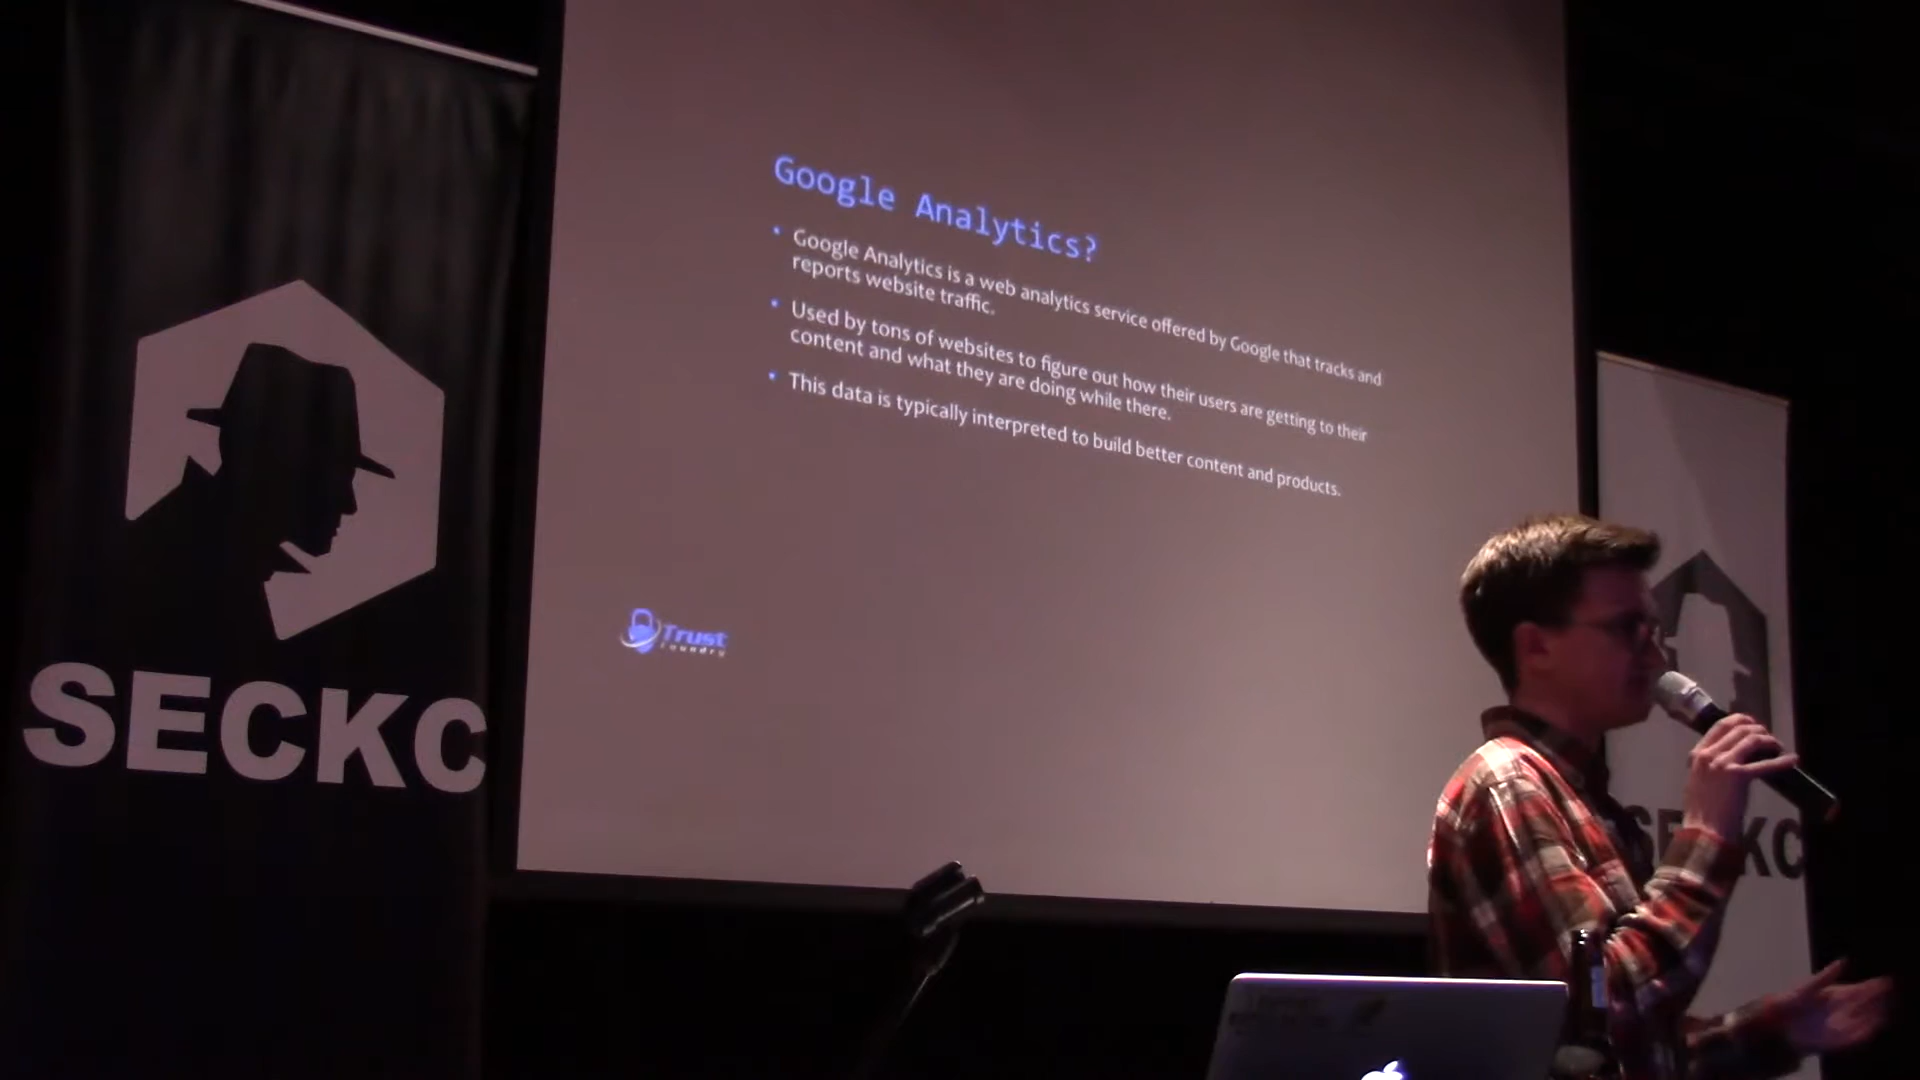 Google Analytics?
• Google Analytics is a web analytics service offered by Google that tracks and
reports website traffic.
• Used by tons of websites to figure out how their users are getting to their
content and what they are doing while there.
• This data is typically interpreted to build better content and products.
Trust
Foundry
SECKC
SECKC